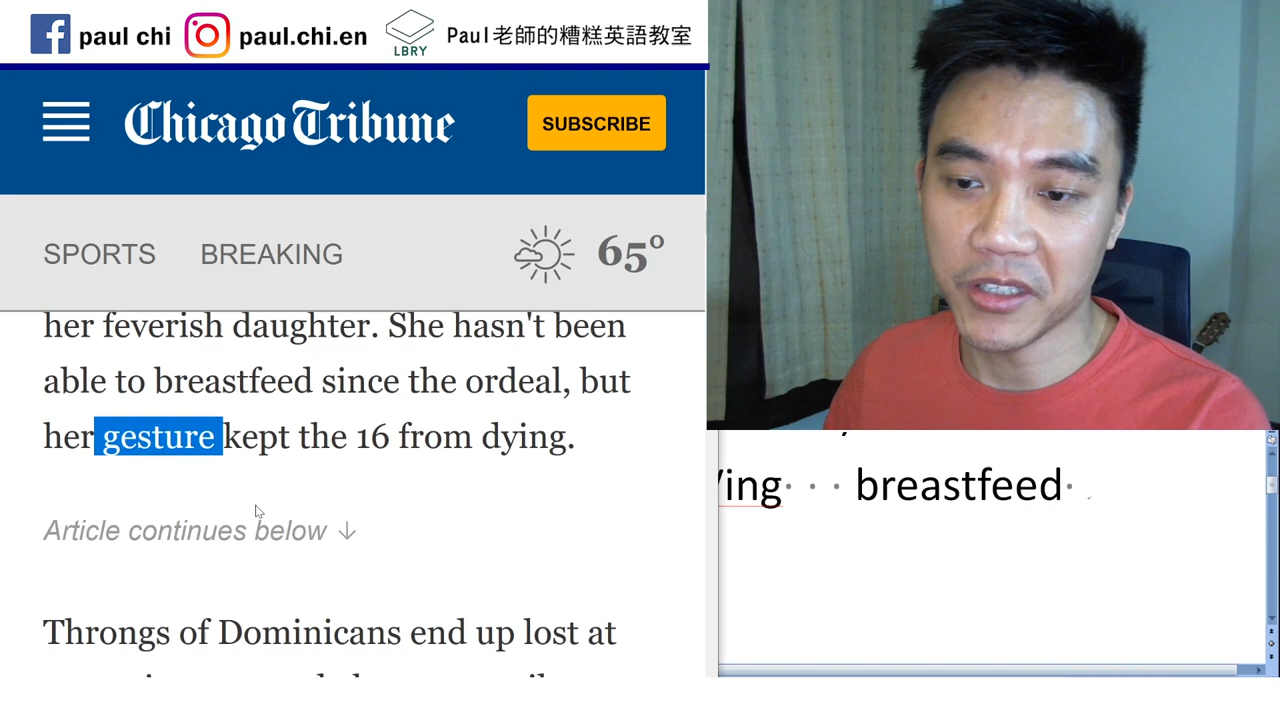 paul chi
paul.chi.en
LBRY
Paul老師的糟糕英語教室
Chicago Tribune
SUBSCRIBE
SPORTS BREAKING
65°
her feverish daughter. She hasn't been
able to breastfeed since the ordeal, but
her gesture kept the 16 from dying.
Article continues below ↓
Throngs of Dominicans end up lost at
ing· · · breastfeed·